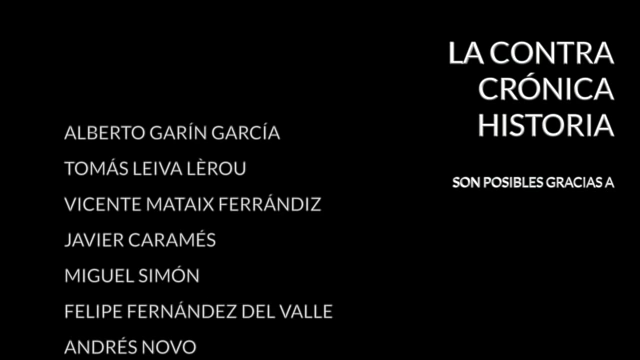 LA CONTRA
CRÓNICA
HISTORIA
SON POSIBLES GRACIAS A
ALBERTO GARÍN GARCÍA
TOMÁS LEIVA LÈROU
VICENTE MATAIX FERRÁNDIZ
JAVIER CARAMÉS
MIGUEL SIMÓN
FELIPE FERNÁNDEZ DEL VALLE
ANDRÉS NOVO